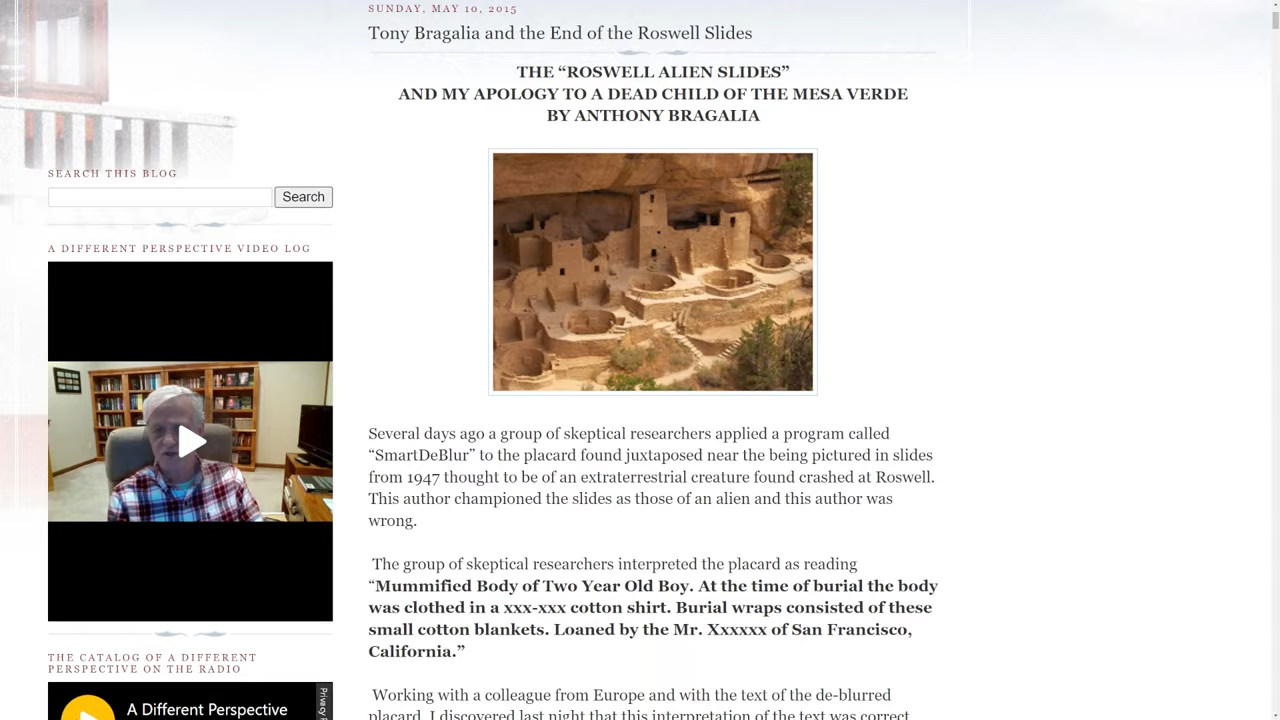 SUNDAY, MAY 10, 2015
Tony Bragalia and the End of the Roswell Slides
THE “ROSWELL ALIEN SLIDES”
AND MY APOLOGY TO A DEAD CHILD OF THE MESA VERDE
BY ANTHONY BRAGALIA
SEARCH THIS BLOG
Search
A DIFFERENT PERSPECTIVE VIDEO LOG
Several days ago a group of skeptical researchers applied a program called
“SmartDeBlur” to the placard found juxtaposed near the being pictured in slides
from 1947 thought to be of an extraterrestrial creature found crashed at Roswell.
This author championed the slides as those of an alien and this author was
wrong.
The group of skeptical researchers interpreted the placard as reading
“Mummified Body of Two Year Old Boy. At the time of burial the body
was clothed in a xxx-xxx cotton shirt. Burial wraps consisted of these
small cotton blankets. Loaned by the Mr. Xxxxxx of San Francisco,
California.”
THE CATALOG OF A DIFFERENT
PERSPECTIVE ON THE RADIO
A Different Perspective
Working with a colleague from Europe and with the text of the de-blurred
placard, I discovered last night that this interpretation of the text was correct